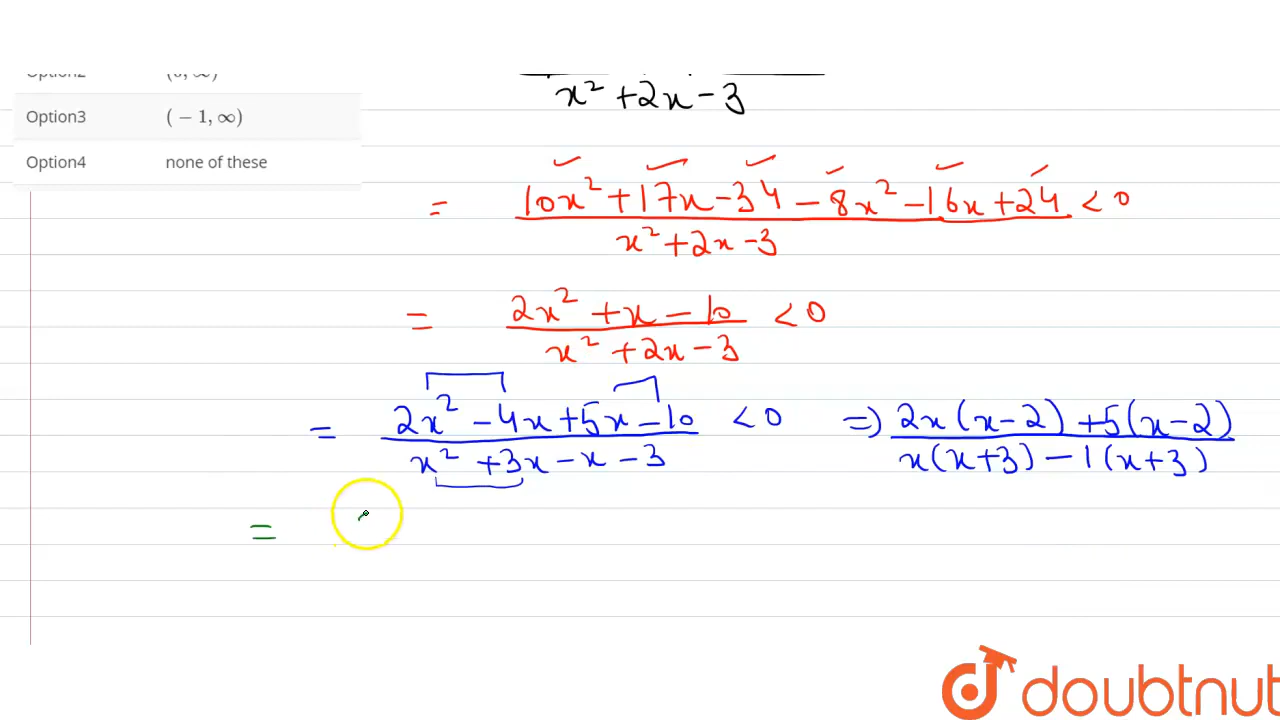 x² + 2x - 3
Option3 (-1, ∞)
Option4 none of these
= 10x² + 17x - 34 - 8x² - 16x + 24 < 0
x² + 2x - 3
= 2x² + x - 10 < 0
x² + 2x - 3
= 2x² - 4x + 5x - 10 < 0 => 2x(x-2) + 5(x-2)
x² + 3x - x - 3 x(x+3) - 1(x+3)
=
doubtnut